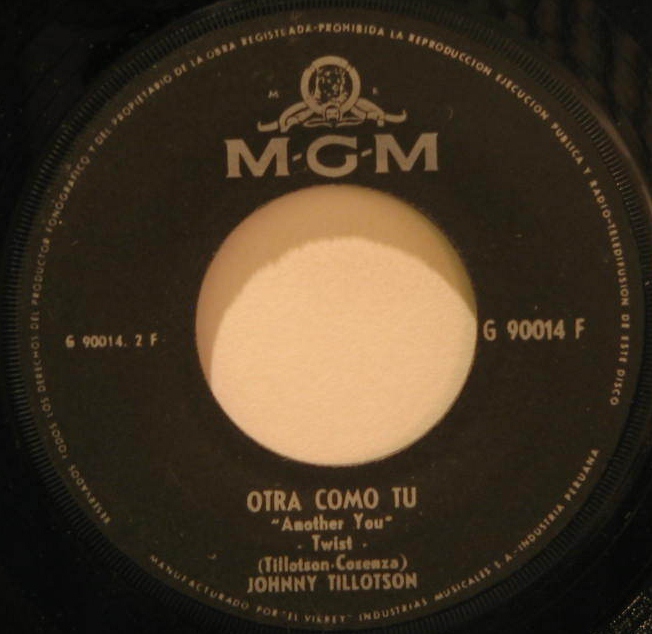 RESERVADOS TODOS LOS DERECHOS DEL PRODUCTOR FONOGRAFICO Y DEL PROPIETARIO DE LA OBRA REGISTRADA-PROHIBIDA LA REPRODUCCION EJECUCION PUBLICA Y RADIO-TELEDIFUSION DE ESTE DISCO
M R
M-G-M
G 90014. 2 F
G 90014 F
OTRA COMO TU
"Another You"
- Twist -
(Tillotson-Cosenza)
JOHNNY TILLOTSON
MANUFACTURADO POR "EL VIRREY" INDUSTRIAS MUSICALES S.A.-INDUSTRIA PERUANA